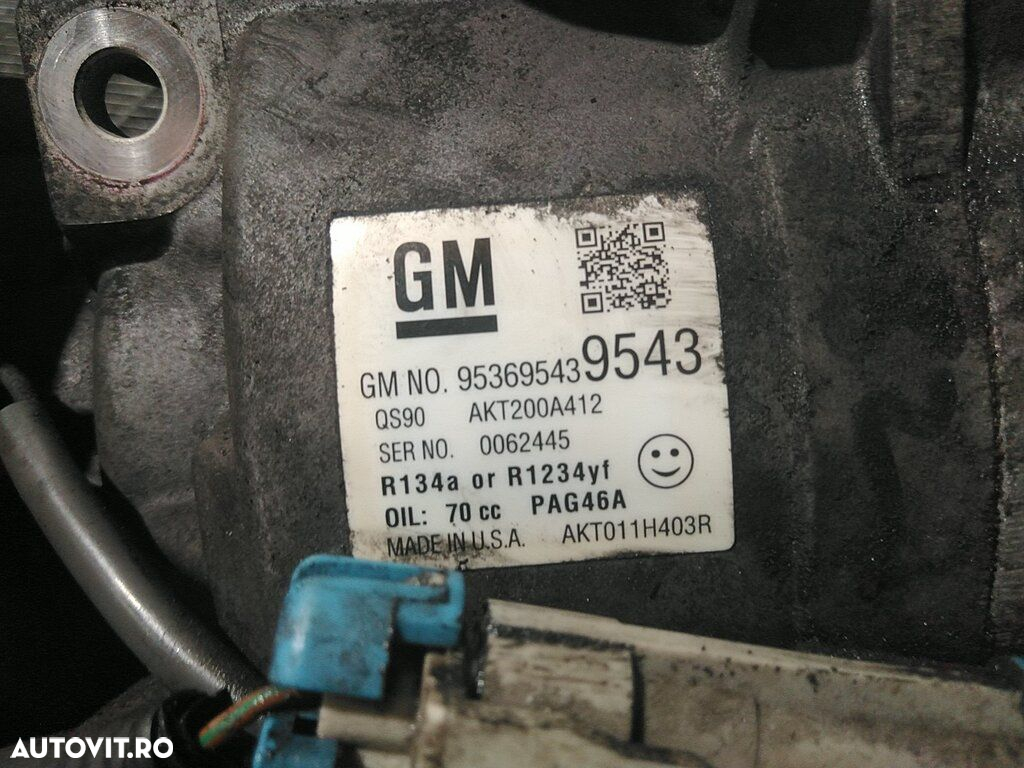 GM
GM NO. 95369543 9543
QS90 AKT200A412
SER NO. 0062445
R134a or R1234yf
OIL: 70 cc PAG46A
MADE IN U.S.A. AKT011H403R
AUTOVIT.RO